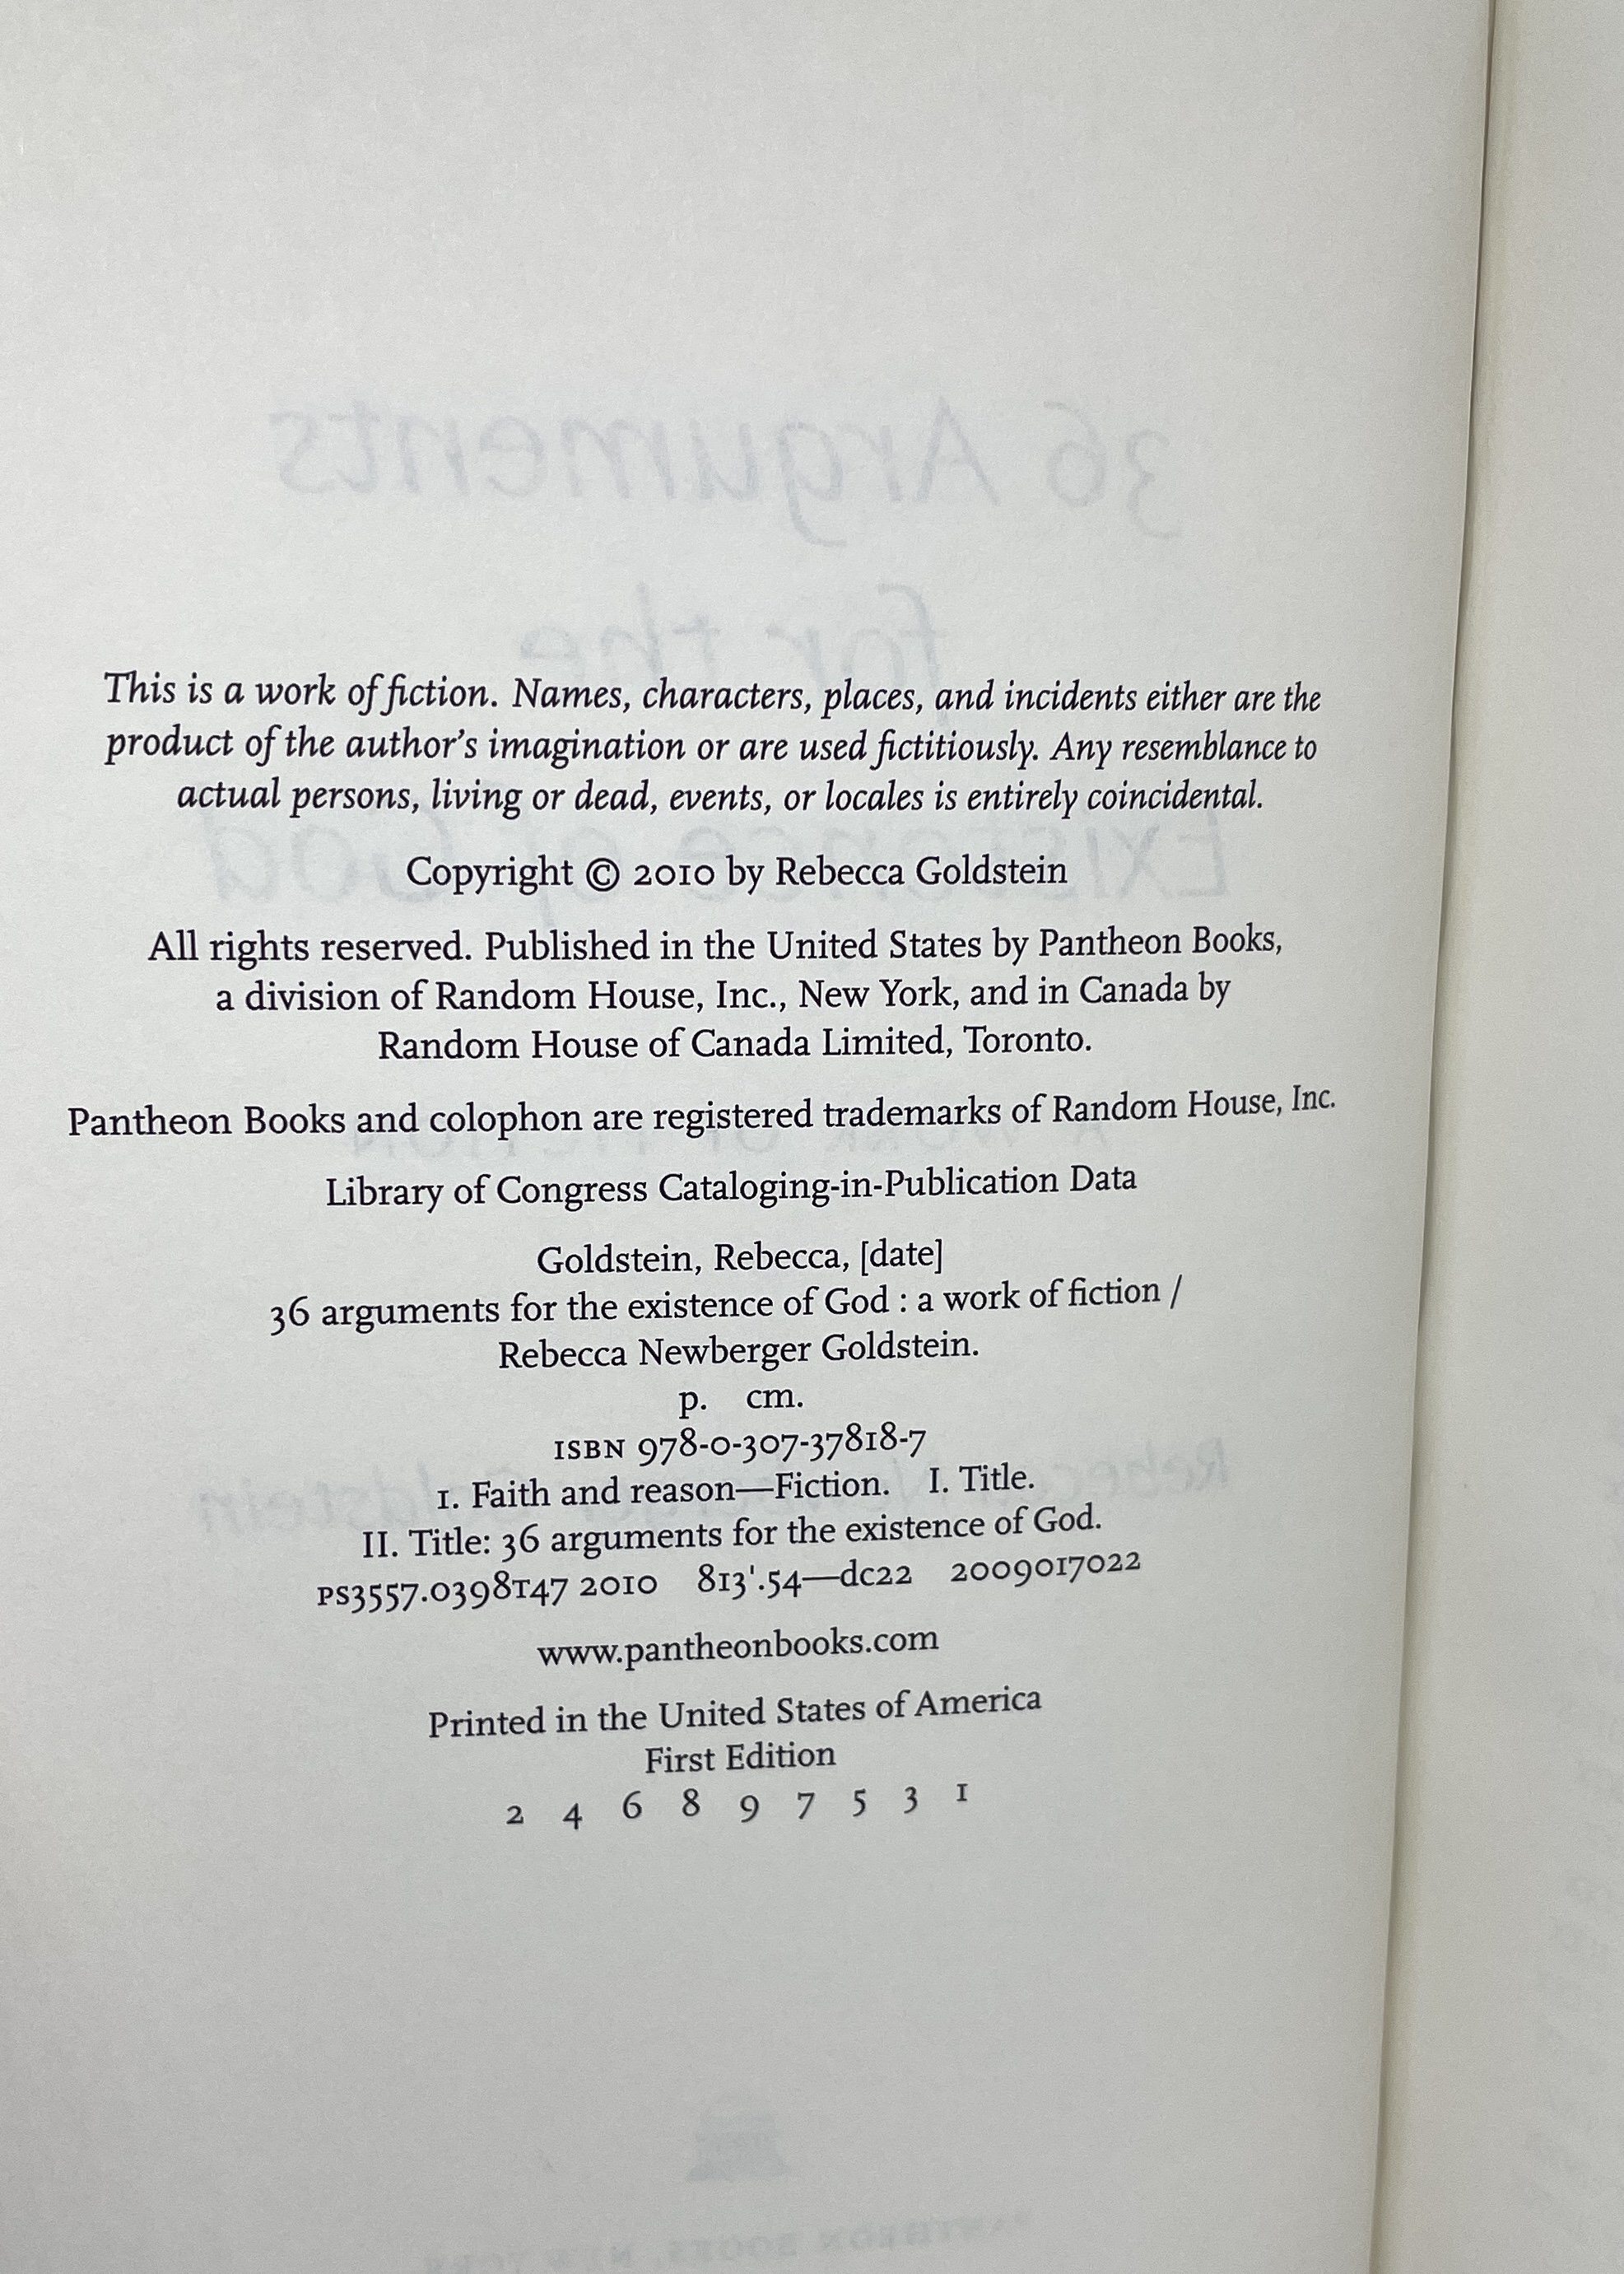 This is a work of fiction. Names, characters, places, and incidents either are the
product of the author's imagination or are used fictitiously. Any resemblance to
actual persons, living or dead, events, or locales is entirely coincidental.
Copyright © 2010 by Rebecca Goldstein
All rights reserved. Published in the United States by Pantheon Books,
a division of Random House, Inc., New York, and in Canada by
Random House of Canada Limited, Toronto.
Pantheon Books and colophon are registered trademarks of Random House, Inc.
Library of Congress Cataloging-in-Publication Data
Goldstein, Rebecca, [date]
36 arguments for the existence of God : a work of fiction /
Rebecca Newberger Goldstein.
p. cm.
ISBN 978-0-307-37818-7
1. Faith and reason—Fiction. I. Title.
II. Title: 36 arguments for the existence of God.
PS3557.O398T47 2010 813'.54—dc22 2009017022
www.pantheonbooks.com
Printed in the United States of America
First Edition
2 4 6 8 9 7 5 3 1